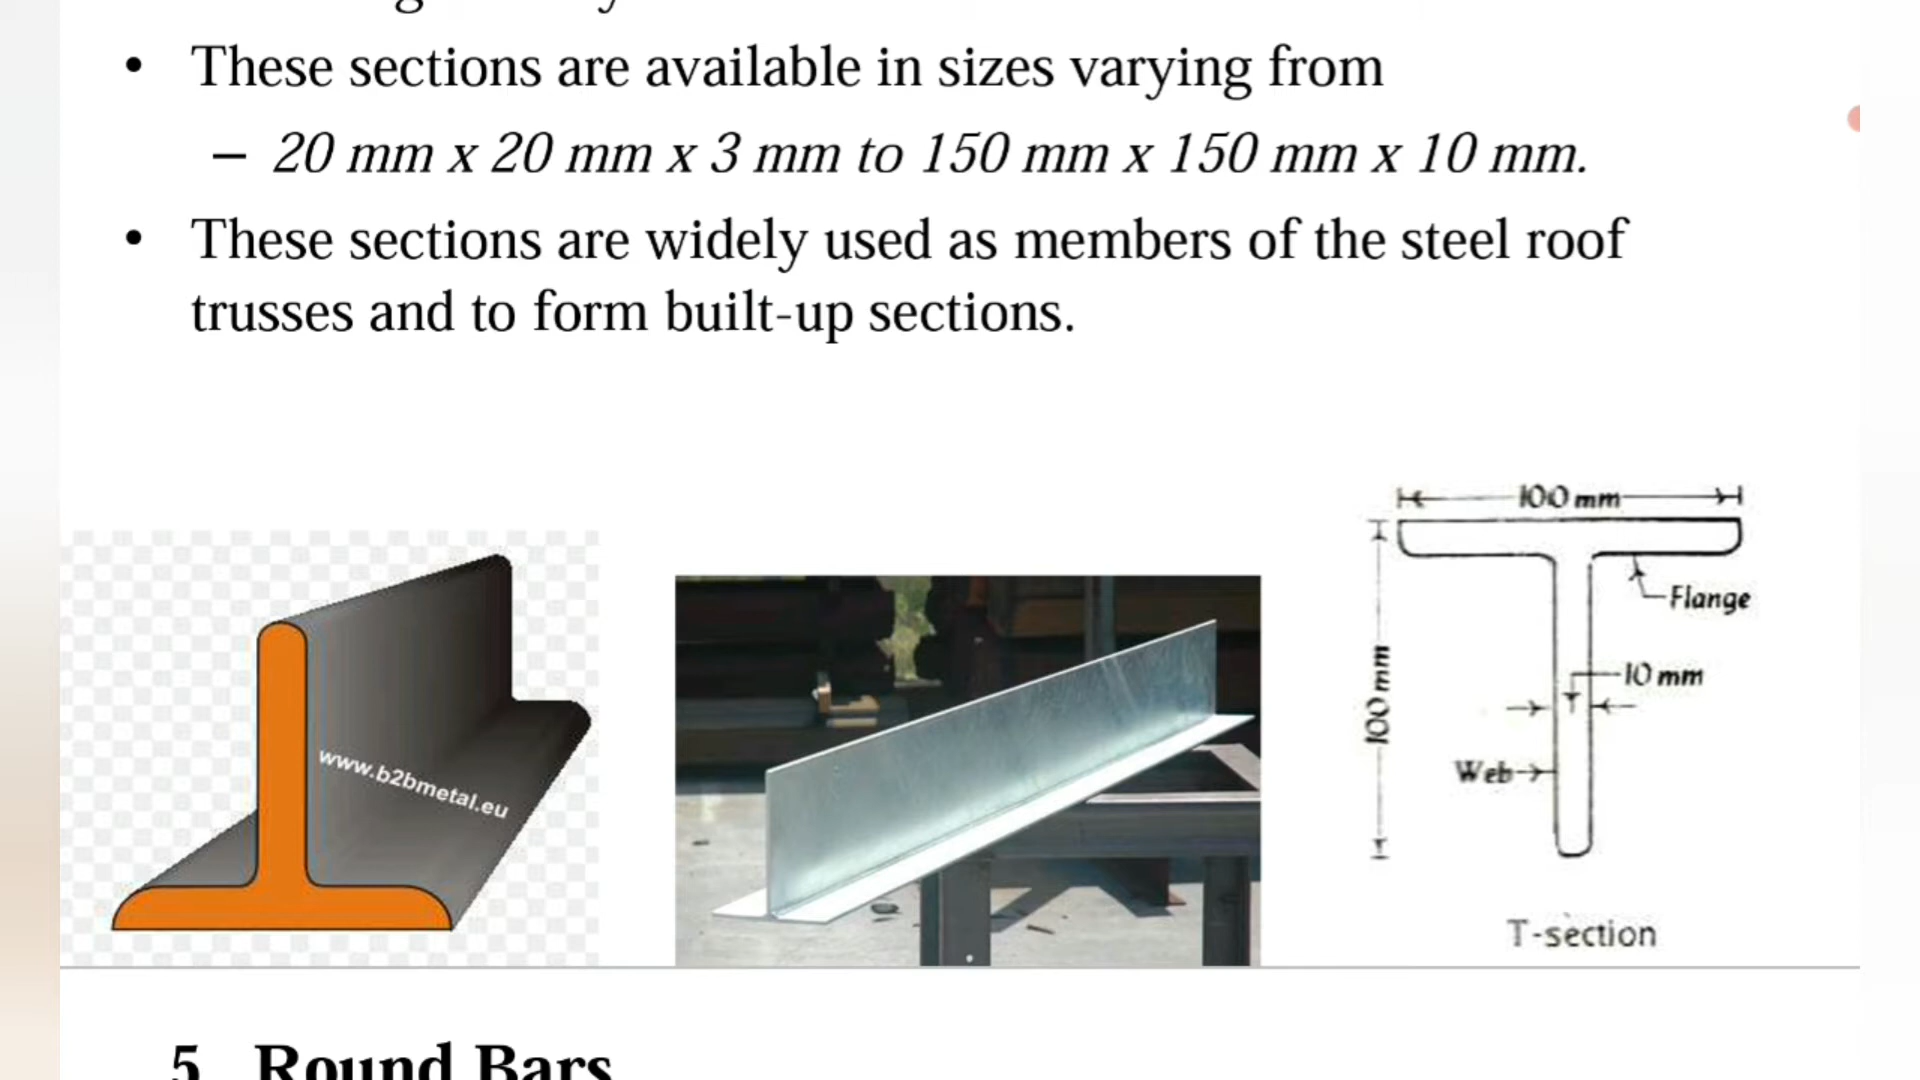 • These sections are available in sizes varying from
– 20 mm x 20 mm x 3 mm to 150 mm x 150 mm x 10 mm.
• These sections are widely used as members of the steel roof
trusses and to form built-up sections.
100 mm
Flange
100 mm
10 mm
www.b2bmetal.eu
Web
T-section
5. Round Bars